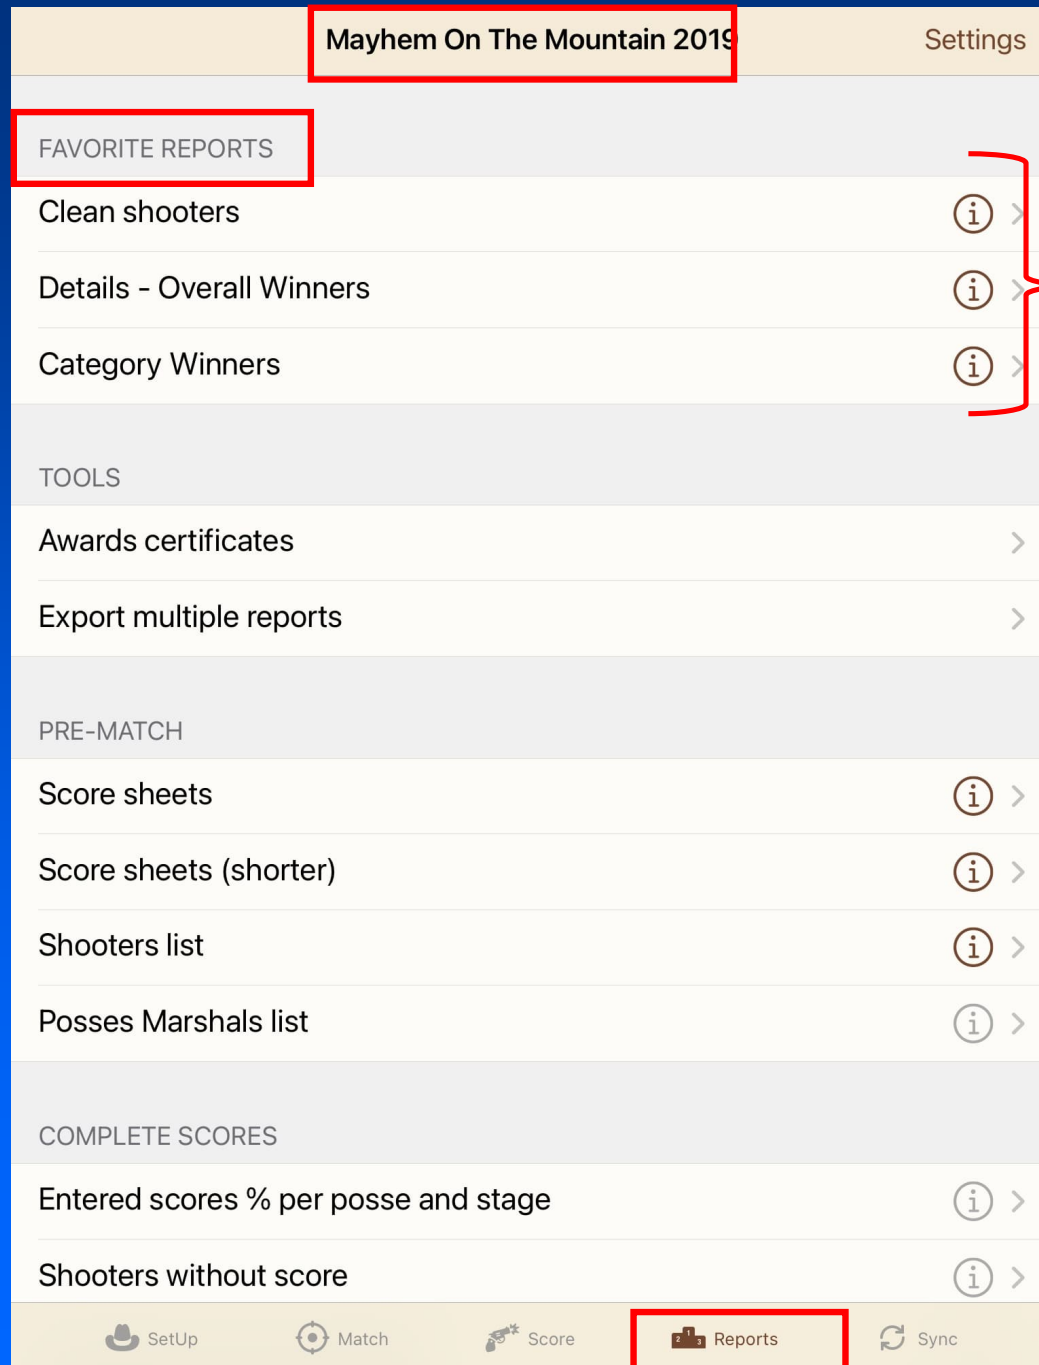 Mayhem On The Mountain 2019
Settings
FAVORITE REPORTS
Clean shooters
Details - Overall Winners
Category Winners
TOOLS
Awards certificates
Export multiple reports
PRE-MATCH
Score sheets
Score sheets (shorter)
Shooters list
Posses Marshals list
COMPLETE SCORES
Entered scores % per posse and stage
Shooters without score
SetUp Match Score Reports Sync